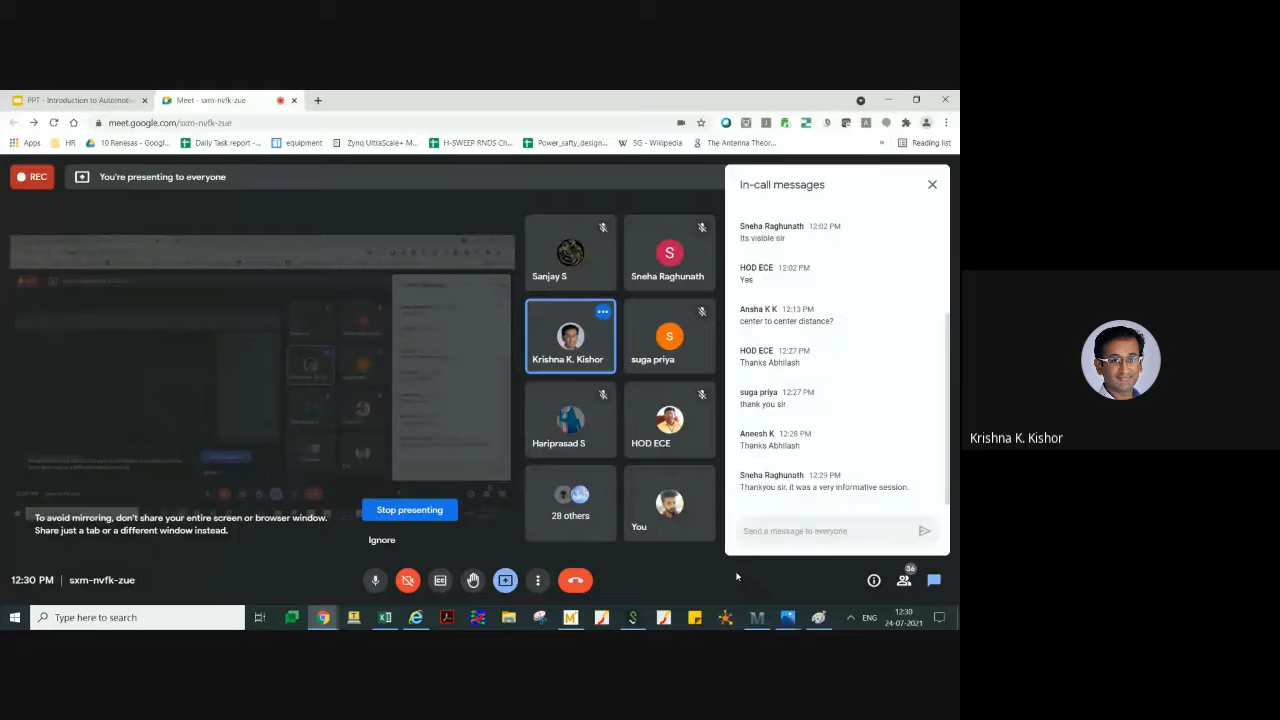 PPT - Introduction to Automotiv
Meet - sxm-nvfk-zue
meet.google.com/sxm-nvfk-zue
Apps
HR
10 Renesas - Googl...
Daily Task report -...
equipment
Zynq UltraScale+ M...
H-SWEEP RNDS Ch...
Power_safty_design...
5G - Wikipedia
The Antenna Theor...
Reading list
REC
You're presenting to everyone
In-call messages
Sneha Raghunath 12:02 PM
Its visible sir
HOD ECE 12:02 PM
Yes
Ansha K K 12:13 PM
center to center distance?
HOD ECE 12:27 PM
Thanks Abhilash
suga priya 12:27 PM
thank you sir
Aneesh K 12:28 PM
Thanks Abhilash
Sneha Raghunath 12:29 PM
Thankyou sir, it was a very informative session.
Send a message to everyone
Sanjay S
S
Sneha Raghunath
Krishna K. Kishor
S
suga priya
Hariprasad S
HOD ECE
28 others
You
To avoid mirroring, don't share your entire screen or browser window.
Share just a tab or a different window instead.
Stop presenting
Ignore
12:30 PM | sxm-nvfk-zue
36
Type here to search
ENG
12:30
24-07-2021
Krishna K. Kishor